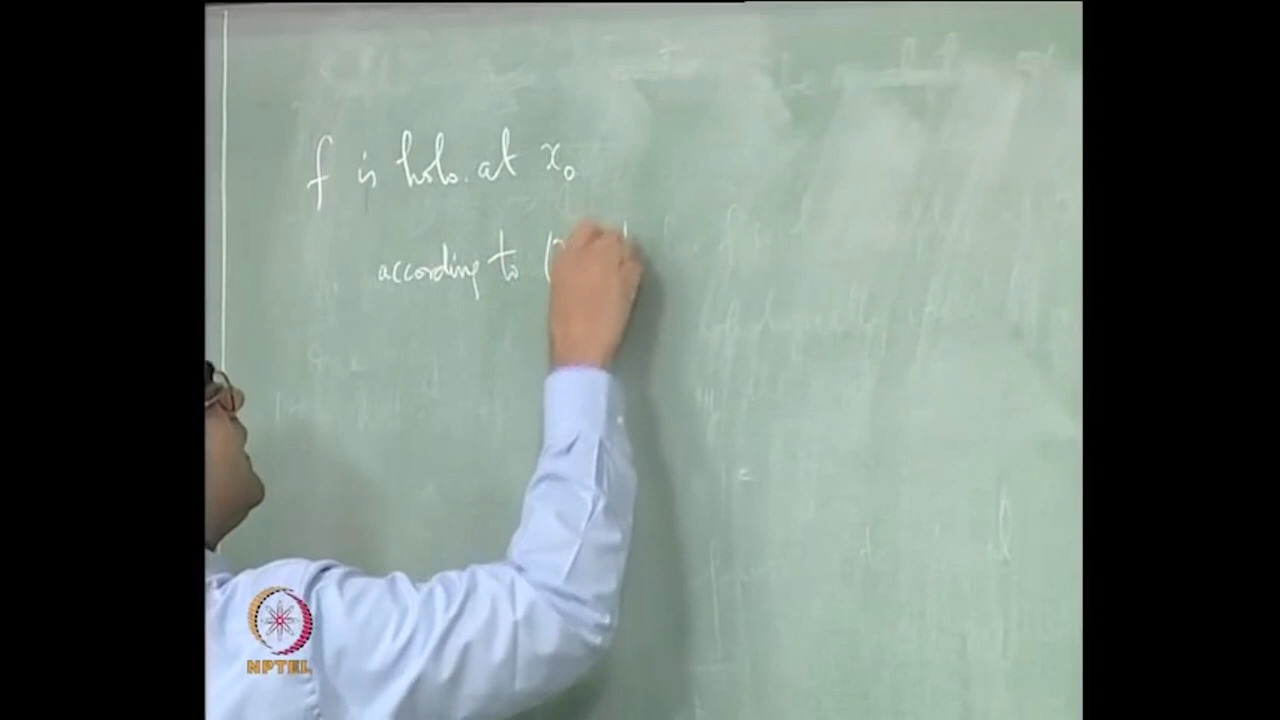 f is holo. at x₀
according to (
NPTEL